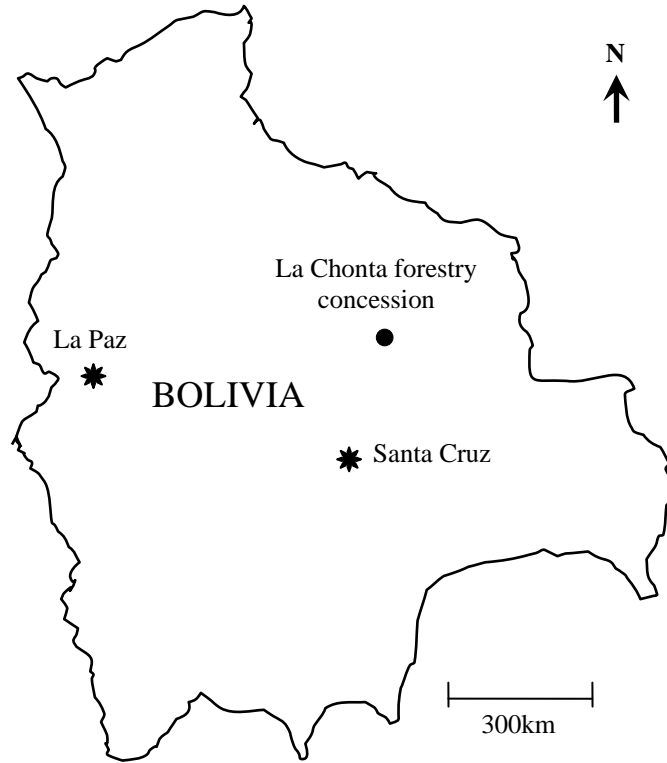 N
La Chonta forestry
concession
La Paz
BOLIVIA
Santa Cruz
300km